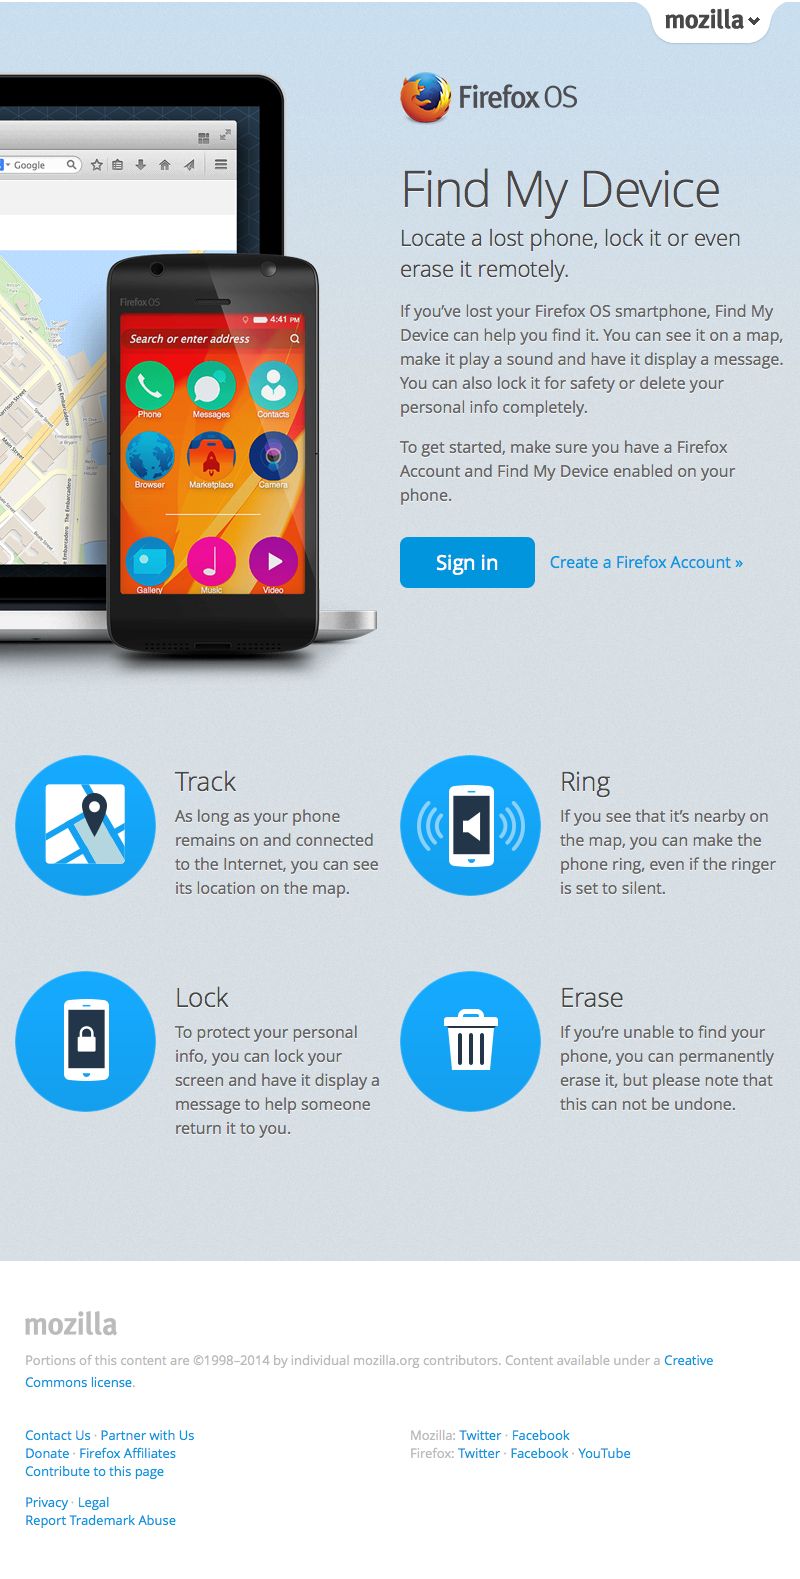 mozilla
Firefox OS
Find My Device
Locate a lost phone, lock it or even
erase it remotely.
If you’ve lost your Firefox OS smartphone, Find My
Device can help you find it. You can see it on a map,
make it play a sound and have it display a message.
You can also lock it for safety or delete your
personal info completely.
To get started, make sure you have a Firefox
Account and Find My Device enabled on your
phone.
Sign in
Create a Firefox Account »
Google
Firefox OS
4:41 PM
Search or enter address
Phone
Messages
Contacts
Browser
Marketplace
Camera
Gallery
Music
Video
The Embarcadero
Main Street
Track
As long as your phone
remains on and connected
to the Internet, you can see
its location on the map.
Ring
If you see that it’s nearby on
the map, you can make the
phone ring, even if the ringer
is set to silent.
Lock
To protect your personal
info, you can lock your
screen and have it display a
message to help someone
return it to you.
Erase
If you’re unable to find your
phone, you can permanently
erase it, but please note that
this can not be undone.
mozilla
Portions of this content are ©1998–2014 by individual mozilla.org contributors. Content available under a Creative
Commons license.
Contact Us · Partner with Us
Donate · Firefox Affiliates
Contribute to this page
Privacy · Legal
Report Trademark Abuse
Mozilla: Twitter · Facebook
Firefox: Twitter · Facebook · YouTube